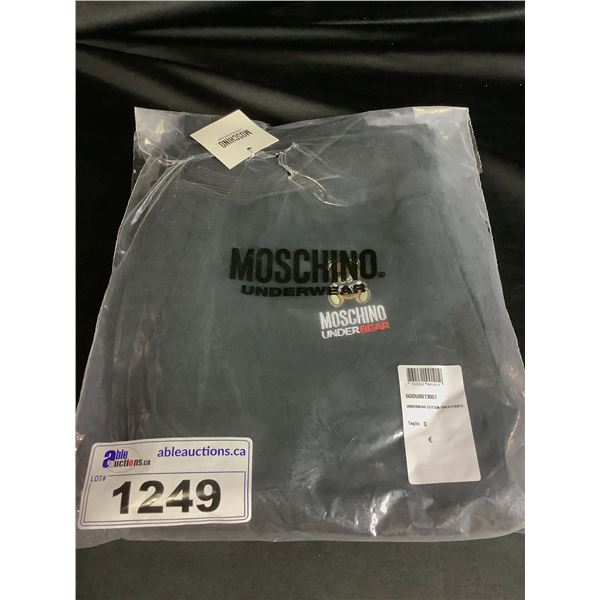 MOSCHINO
MOSCHINO®
UNDERWEAR
MOSCHINO
UNDERBEAR
Taglia: S
€
able auctions.ca
ableauctions.ca
LOT#
1249